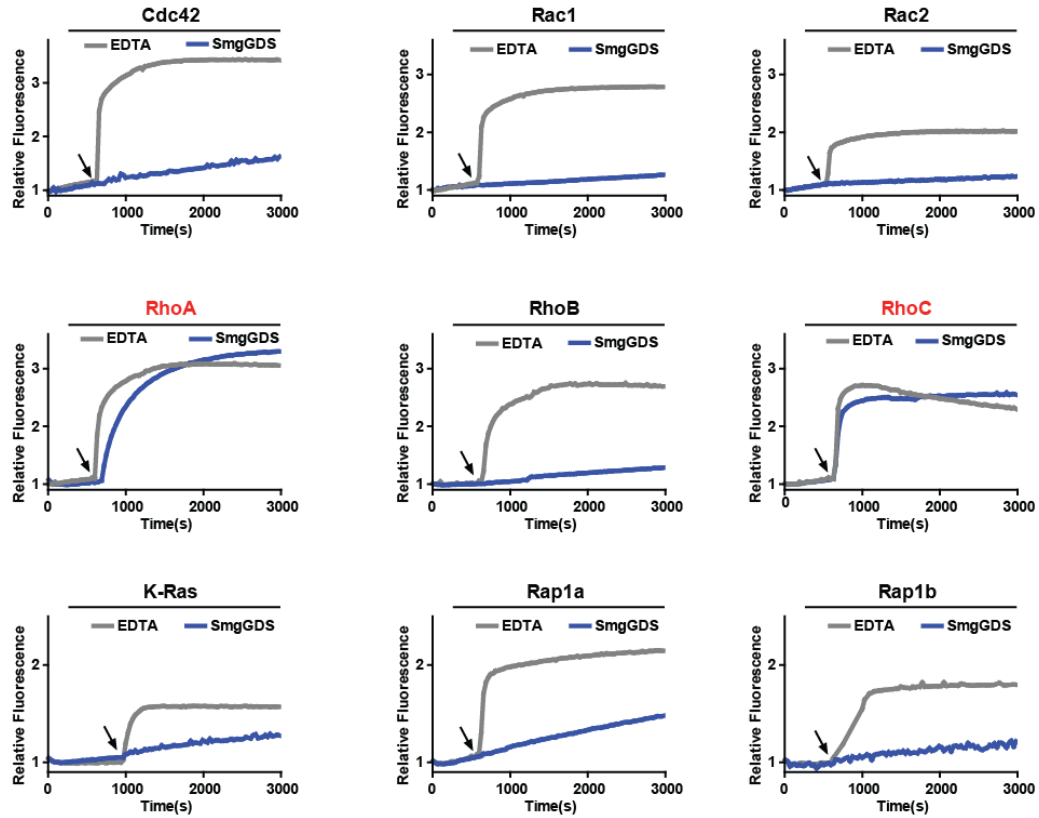 Cdc42
EDTA SmgGDS
Relative Fluorescence
3
2
1
0 1000 2000 3000
Time(s)
Rac1
EDTA SmgGDS
Relative Fluorescence
3
2
1
0 1000 2000 3000
Time(s)
Rac2
EDTA SmgGDS
Relative Fluorescence
3
2
1
0 1000 2000 3000
Time(s)
RhoA
EDTA SmgGDS
Relative Fluorescence
3
2
1
0 1000 2000 3000
Time(s)
RhoB
EDTA SmgGDS
Relative Fluorescence
3
2
1
0 1000 2000 3000
Time(s)
RhoC
EDTA SmgGDS
Relative Fluorescence
3
2
1
0 1000 2000 3000
Time(s)
K-Ras
EDTA SmgGDS
Relative Fluorescence
2
1
0 1000 2000 3000
Time(s)
Rap1a
EDTA SmgGDS
Relative Fluorescence
2
1
0 1000 2000 3000
Time(s)
Rap1b
EDTA SmgGDS
Relative Fluorescence
2
1
0 1000 2000 3000
Time(s)